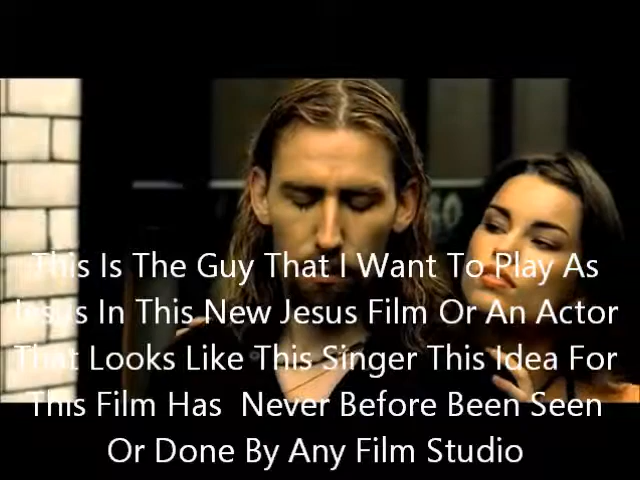 This Is The Guy That I Want To Play As
Jesus In This New Jesus Film Or An Actor
That Looks Like This Singer This Idea For
This Film Has  Never Before Been Seen
Or Done By Any Film Studio